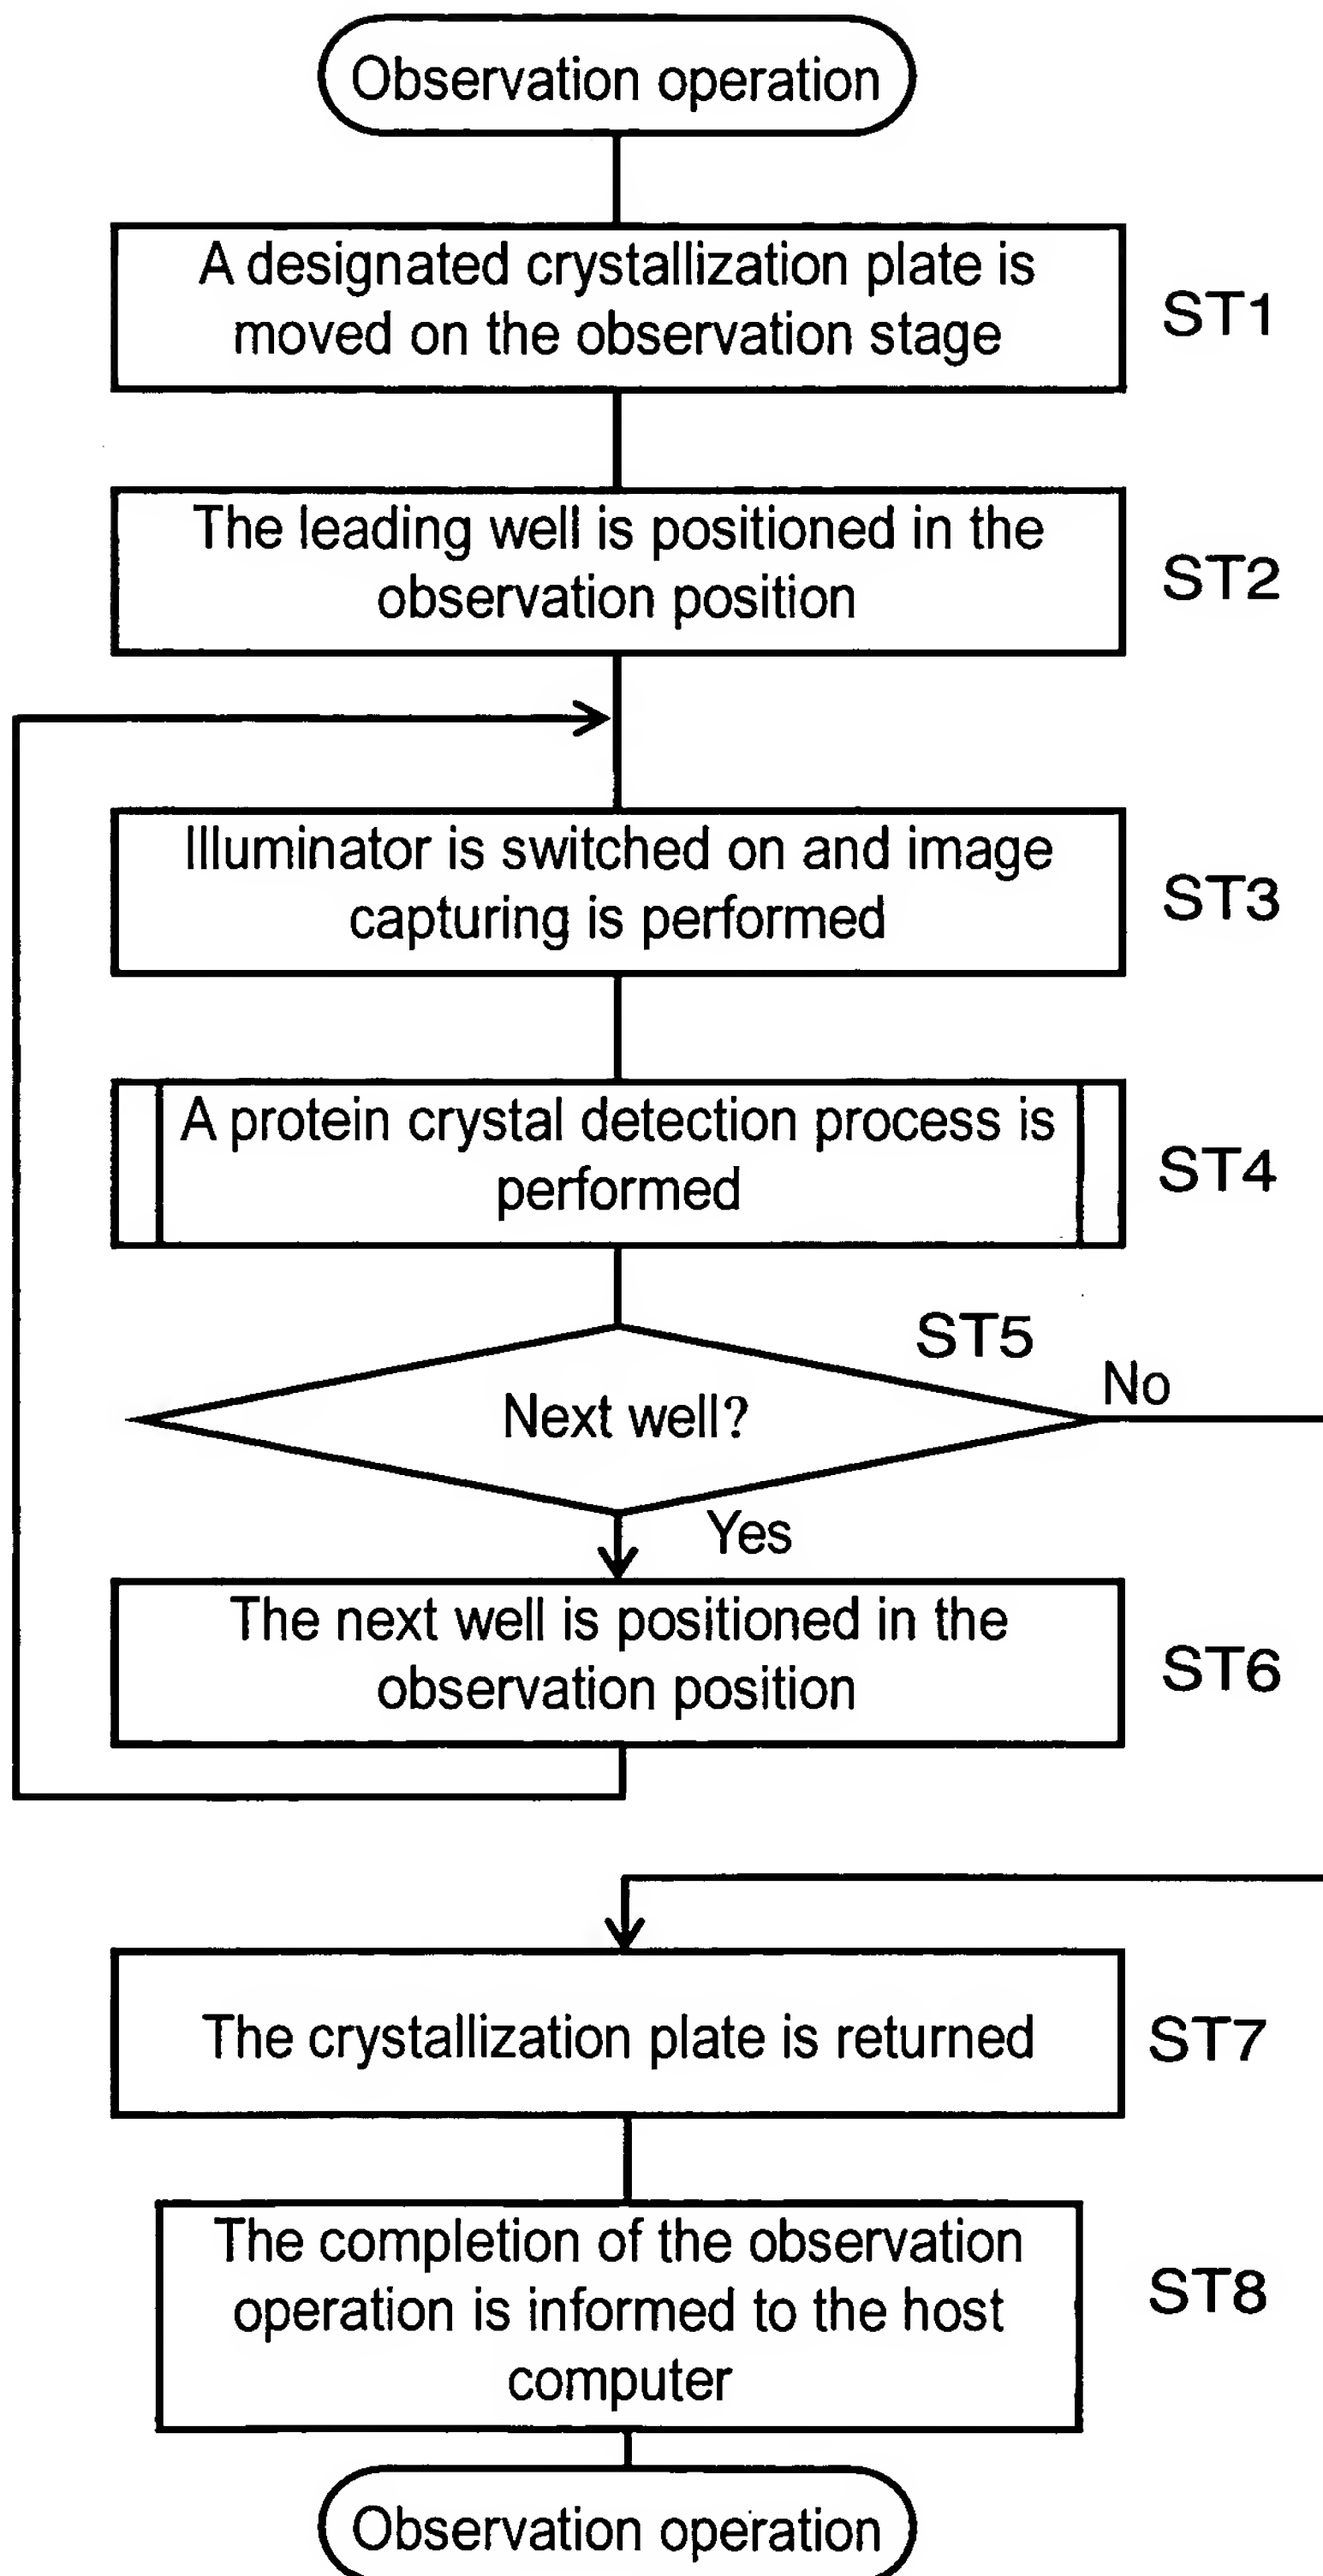 Observation operation
A designated crystallization plate is
moved on the observation stage
ST1
The leading well is positioned in the
observation position
ST2
Illuminator is switched on and image
capturing is performed
ST3
A protein crystal detection process is
performed
ST4
ST5
Next well?
No
Yes
The next well is positioned in the
observation position
ST6
The crystallization plate is returned
ST7
The completion of the observation
operation is informed to the host
computer
ST8
Observation operation